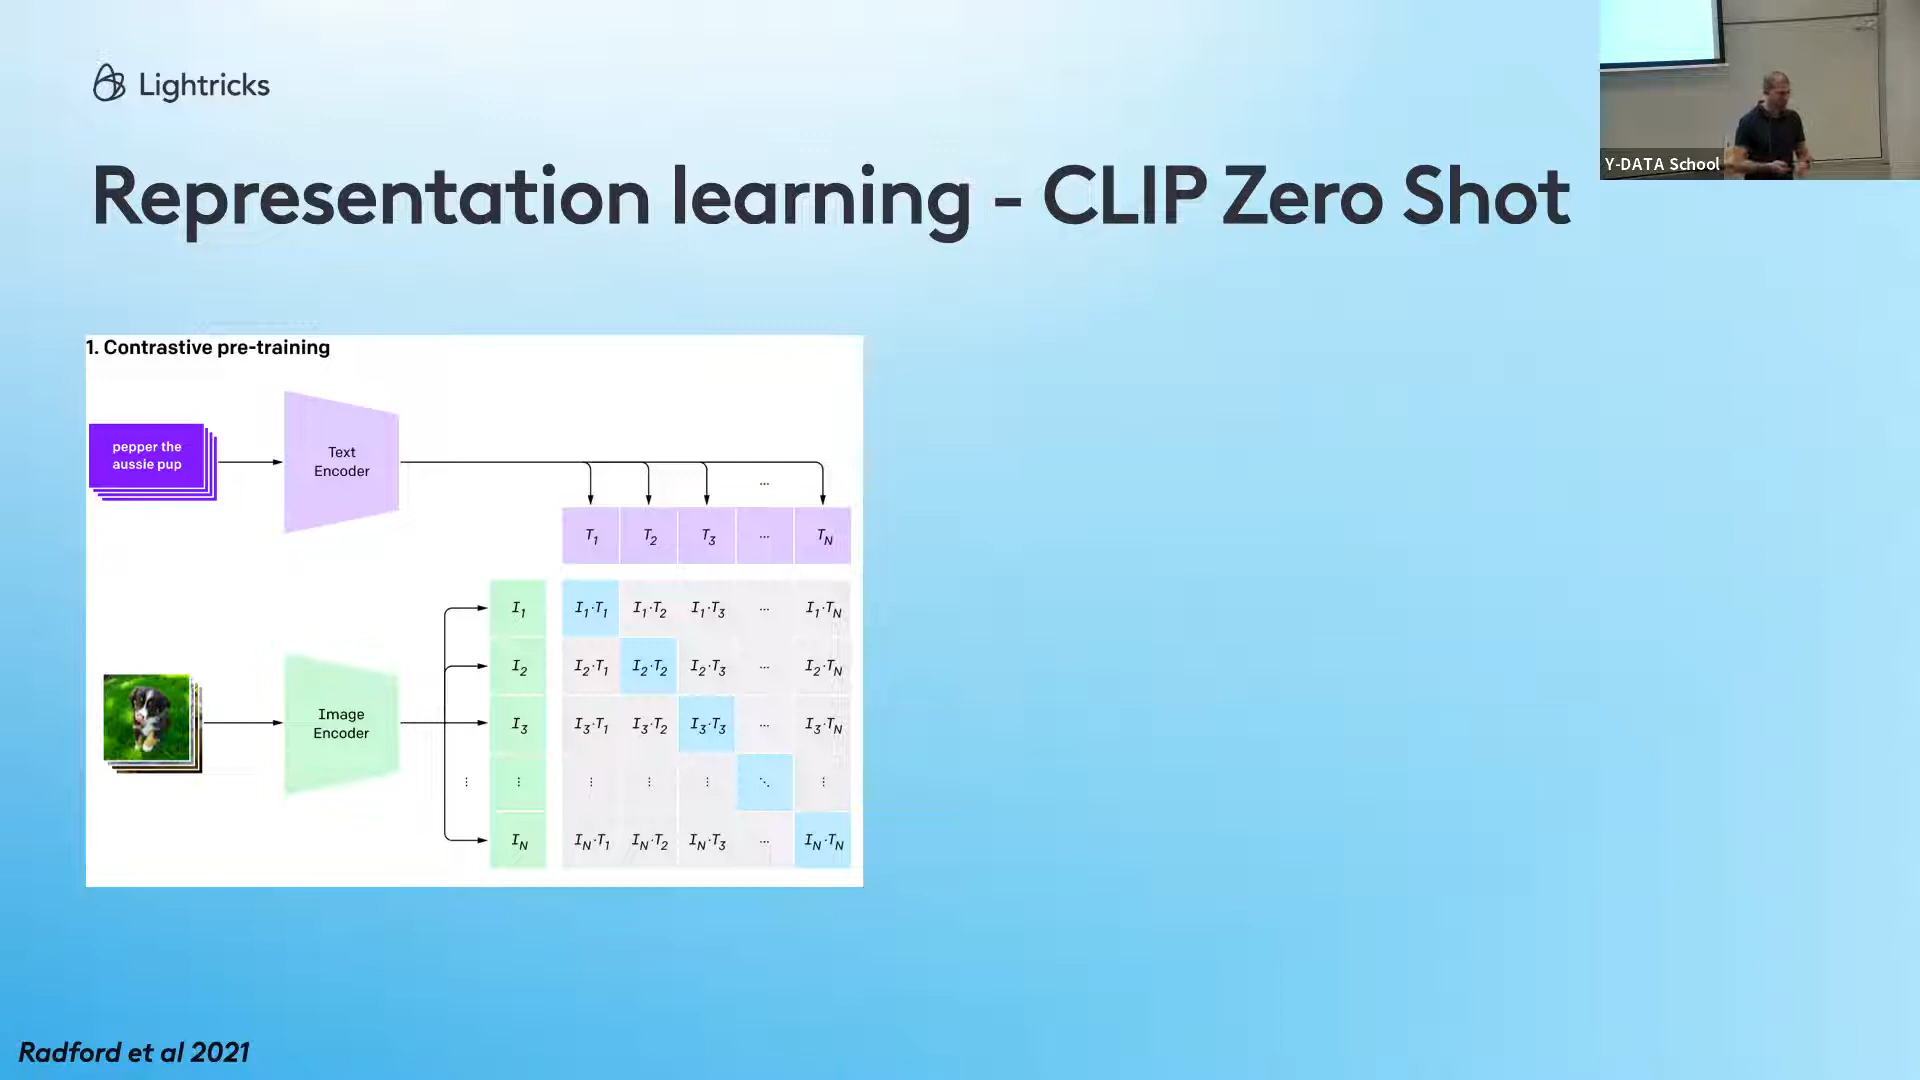 Lightricks
Representation learning - CLIP Zero Shot
Y-DATA School
1. Contrastive pre-training
pepper the
aussie pup
Text
Encoder
...
T1 T2 T3 ... TN
I1 I1·T1 I1·T2 I1·T3 ... I1·TN
I2 I2·T1 I2·T2 I2·T3 ... I2·TN
Image
Encoder
I3 I3·T1 I3·T2 I3·T3 ... I3·TN
⋮ ⋮ ⋮ ⋮ ⋮ ⋱ ⋮
IN IN·T1 IN·T2 IN·T3 ... IN·TN
Radford et al 2021